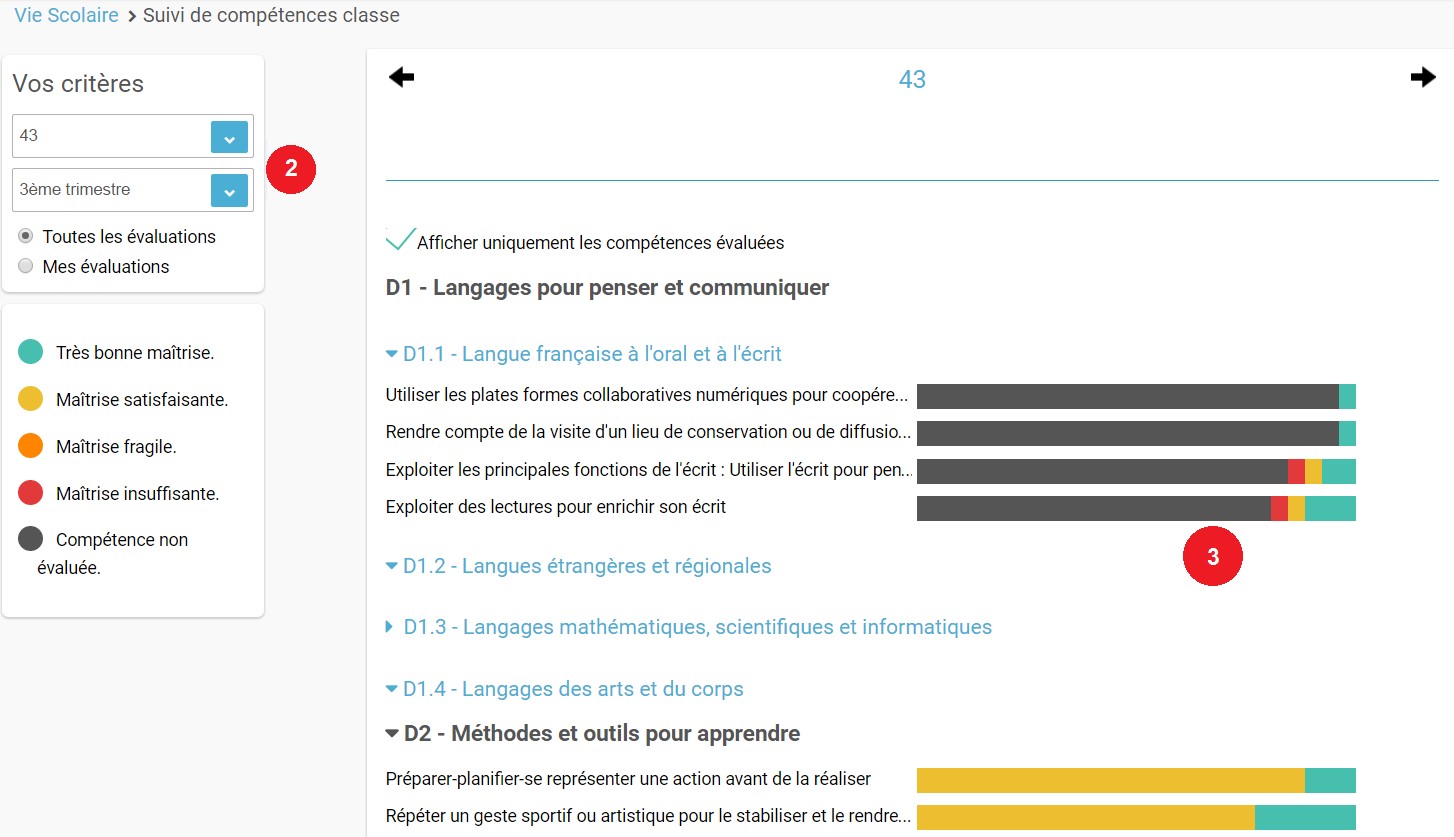 Vie Scolaire > Suivi de compétences classe
Vos critères
43
3ème trimestre
2
Toutes les évaluations
Mes évaluations
Très bonne maîtrise.
Maîtrise satisfaisante.
Maîtrise fragile.
Maîtrise insuffisante.
Compétence non
évaluée.
43
Afficher uniquement les compétences évaluées
D1 - Langages pour penser et communiquer
D1.1 - Langue française à l'oral et à l'écrit
Utiliser les plates formes collaboratives numériques pour coopére...
Rendre compte de la visite d'un lieu de conservation ou de diffusio...
Exploiter les principales fonctions de l'écrit : Utiliser l'écrit pour pen...
Exploiter des lectures pour enrichir son écrit
3
D1.2 - Langues étrangères et régionales
D1.3 - Langages mathématiques, scientifiques et informatiques
D1.4 - Langages des arts et du corps
D2 - Méthodes et outils pour apprendre
Préparer-planifier-se représenter une action avant de la réaliser
Répéter un geste sportif ou artistique pour le stabiliser et le rendre...